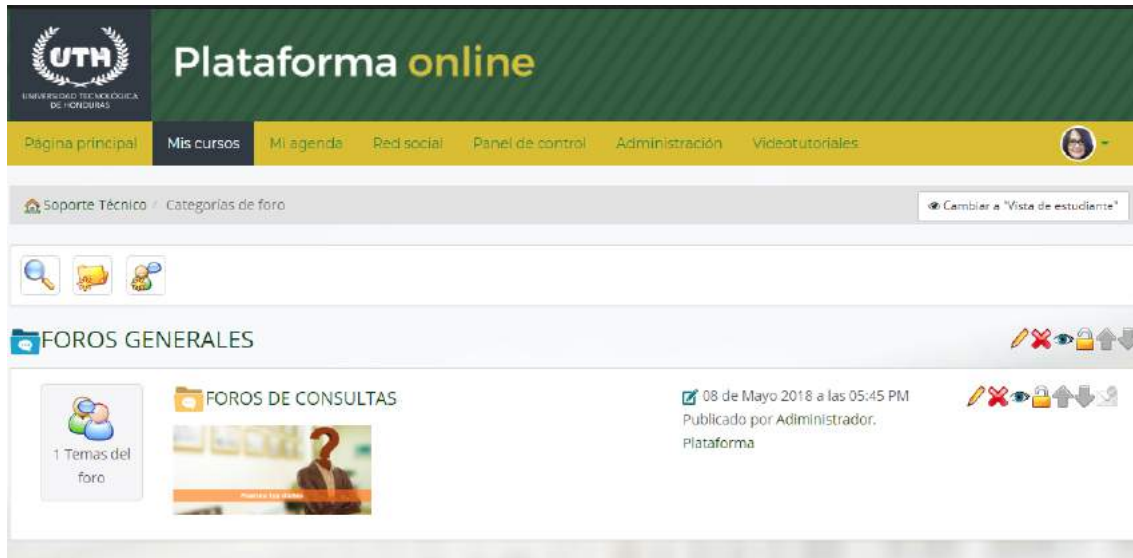 UTH
UNIVERSIDAD TECNOLÓGICA
DE HONDURAS
Plataforma online
Página principal
Mis cursos
Mi agenda
Red social
Panel de control
Administración
Videotutoriales
Soporte Técnico / Categorías de foro
Cambiar a "Vista de estudiante"
FOROS GENERALES
1 Temas del
foro
FOROS DE CONSULTAS
08 de Mayo 2018 a las 05:45 PM
Publicado por Adiministrador.
Plataforma